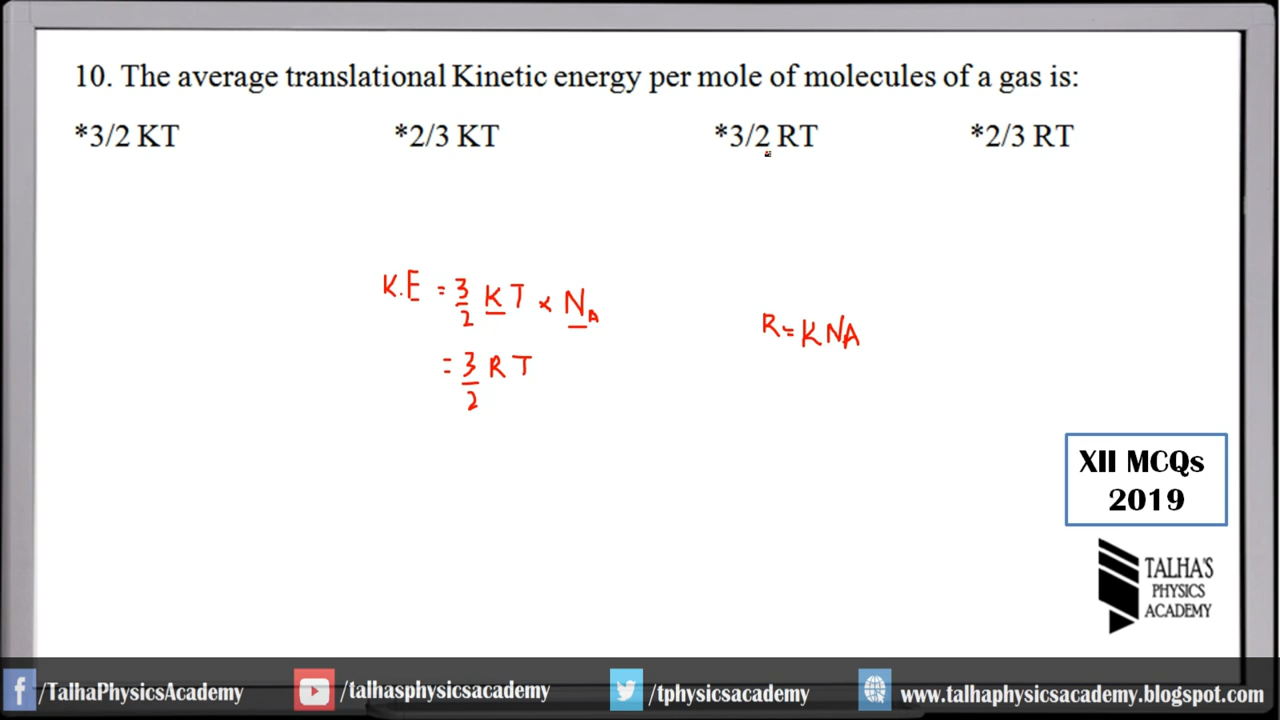 10. The average translational Kinetic energy per mole of molecules of a gas is:
*3/2 KT *2/3 KT *3/2 RT *2/3 RT
K.E = 3/2 KT × N_A
R = KNA
= 3/2 RT
XII MCQs
2019
TALHA'S
PHYSICS
ACADEMY
/TalhaPhysicsAcademy /talhasphysicsacademy /tphysicsacademy www.talhaphysicsacademy.blogspot.com